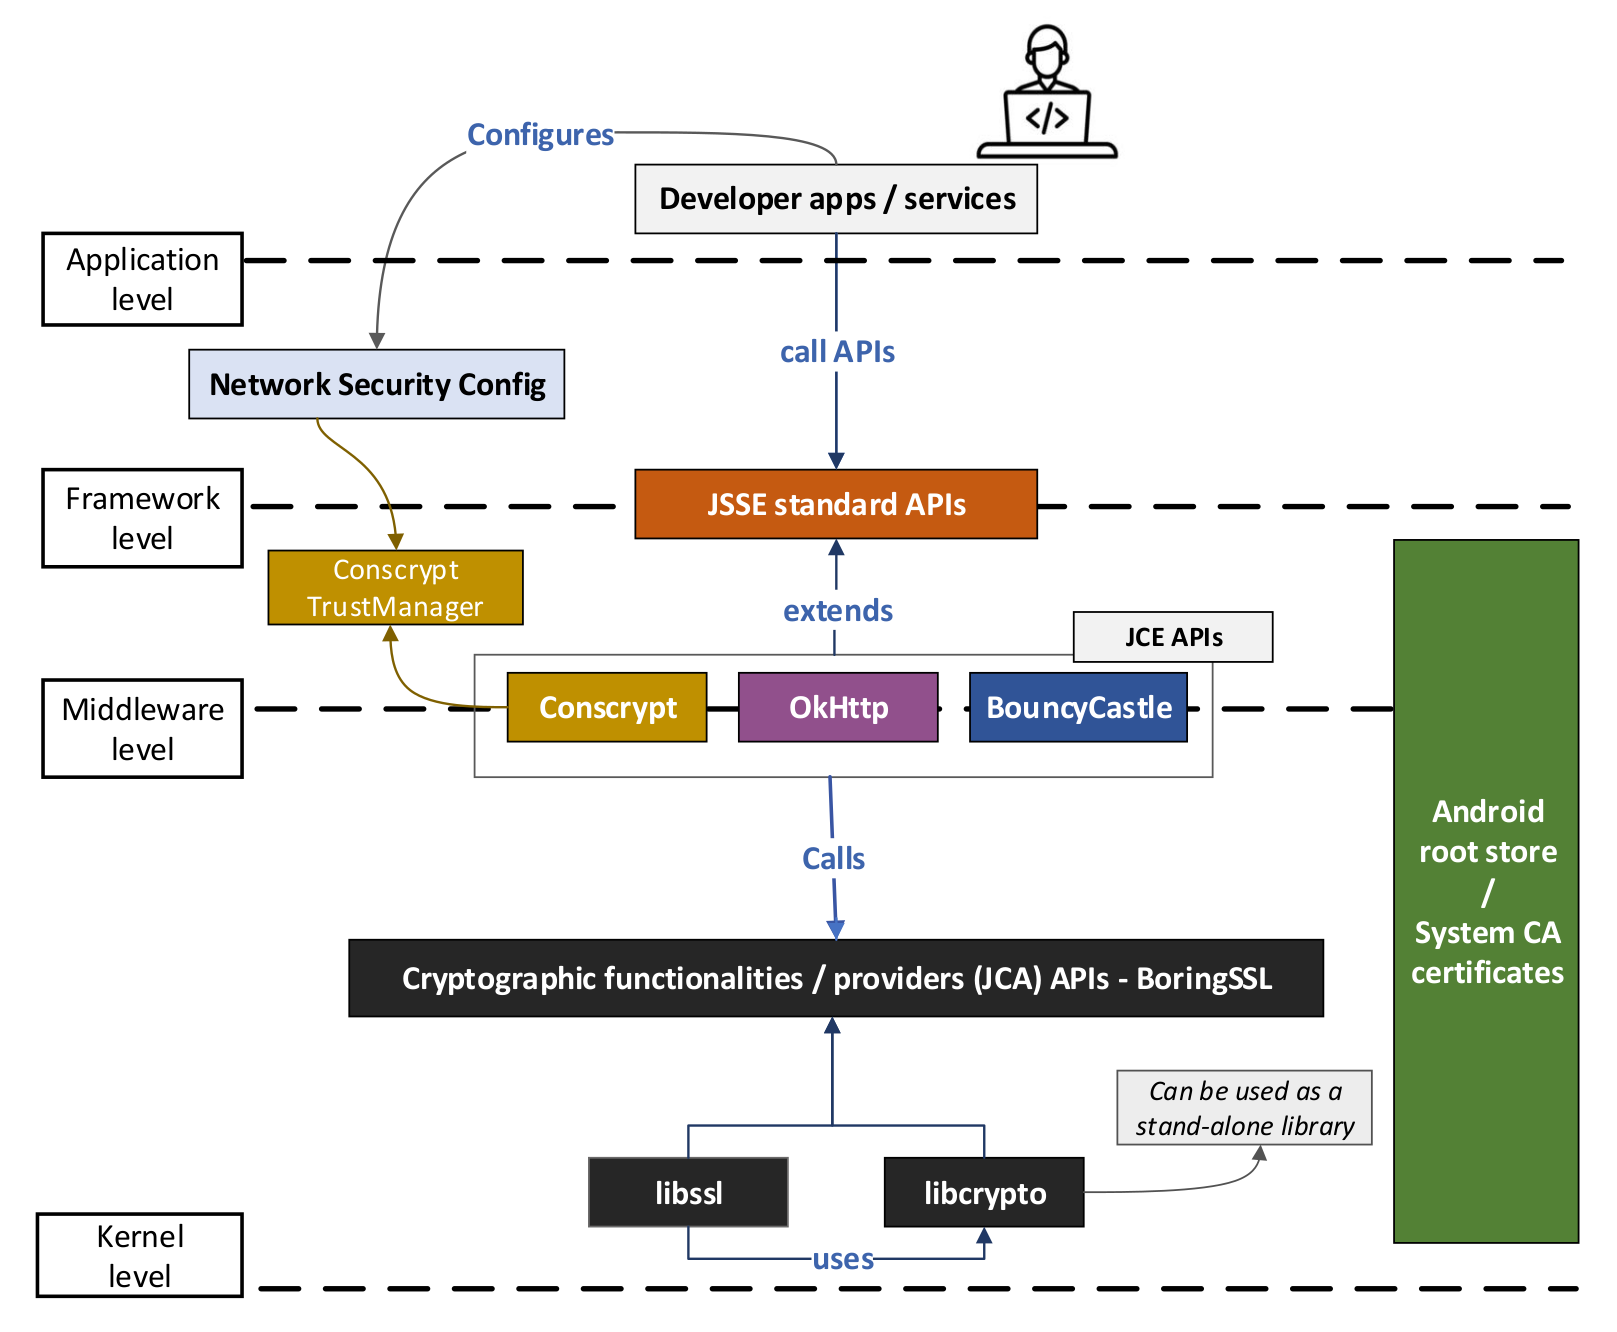 </>
Configures
Developer apps / services
Application
level
call APIs
Network Security Config
Framework
level
JSSE standard APIs
Conscrypt
TrustManager
extends
JCE APIs
Middleware
level
Conscrypt
OkHttp
BouncyCastle
Calls
Android
root store
/
System CA
certificates
Cryptographic functionalities / providers (JCA) APIs - BoringSSL
Can be used as a
stand-alone library
libssl
libcrypto
uses
Kernel
level